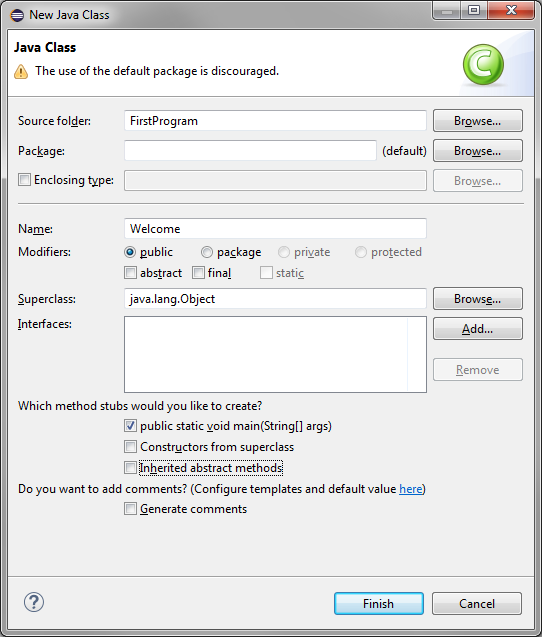 New Java Class
Java Class
The use of the default package is discouraged.
Source folder: FirstProgram Browse...
Package: (default) Browse...
Enclosing type: Browse...
Name: Welcome
Modifiers: public package private protected
abstract final static
Superclass: java.lang.Object Browse...
Interfaces: Add...
Remove
Which method stubs would you like to create?
public static void main(String[] args)
Constructors from superclass
Inherited abstract methods
Do you want to add comments? (Configure templates and default value here)
Generate comments
? Finish Cancel